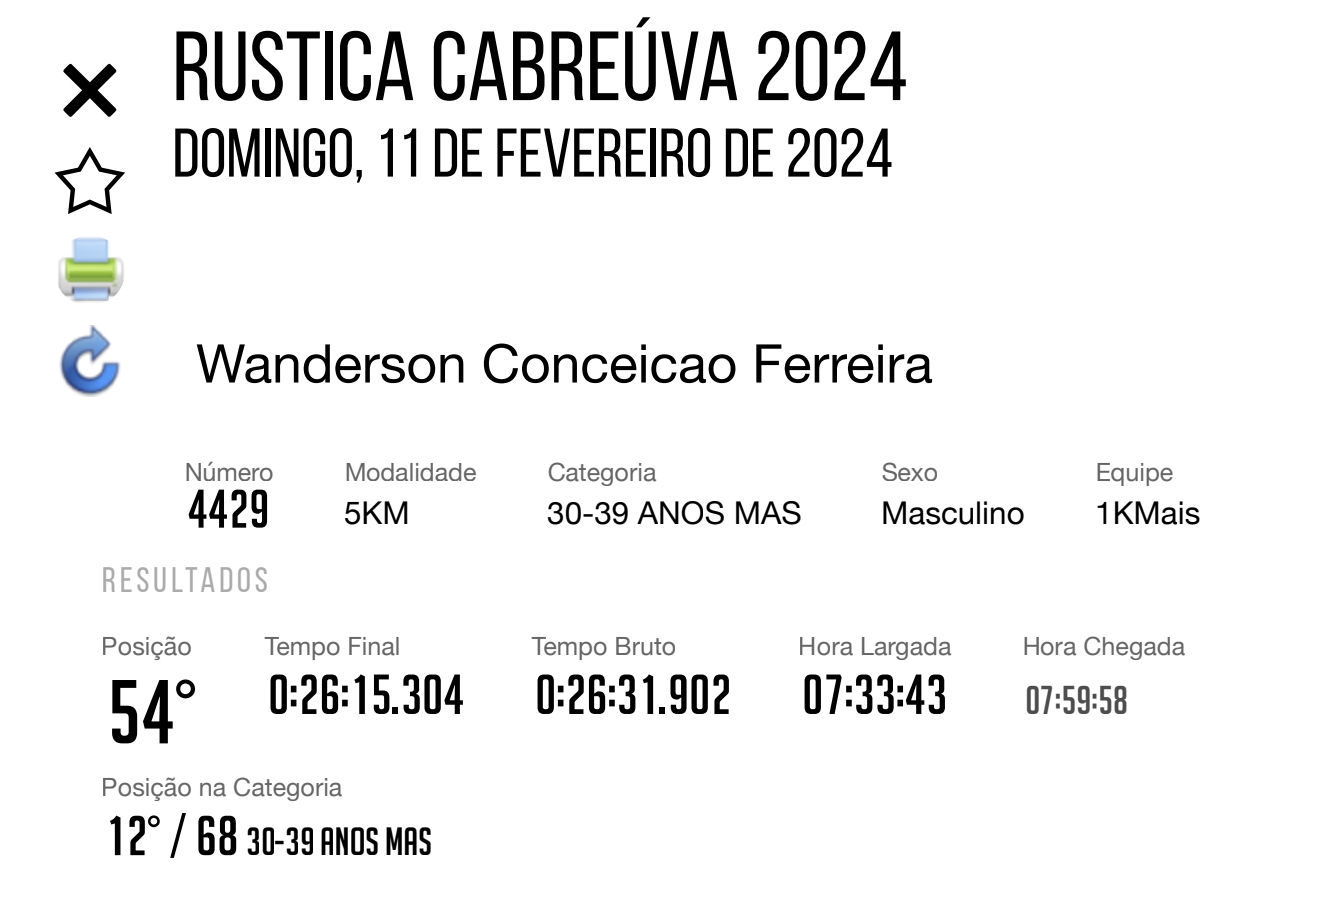 RUSTICA CABREÚVA 2024
DOMINGO, 11 DE FEVEREIRO DE 2024
Wanderson Conceicao Ferreira
Número Modalidade Categoria Sexo Equipe
4429 5KM 30-39 ANOS MAS Masculino 1KMais
RESULTADOS
Posição Tempo Final Tempo Bruto Hora Largada Hora Chegada
54° 0:26:15.304 0:26:31.902 07:33:43 07:59:58
Posição na Categoria
12° / 68 30-39 ANOS MAS